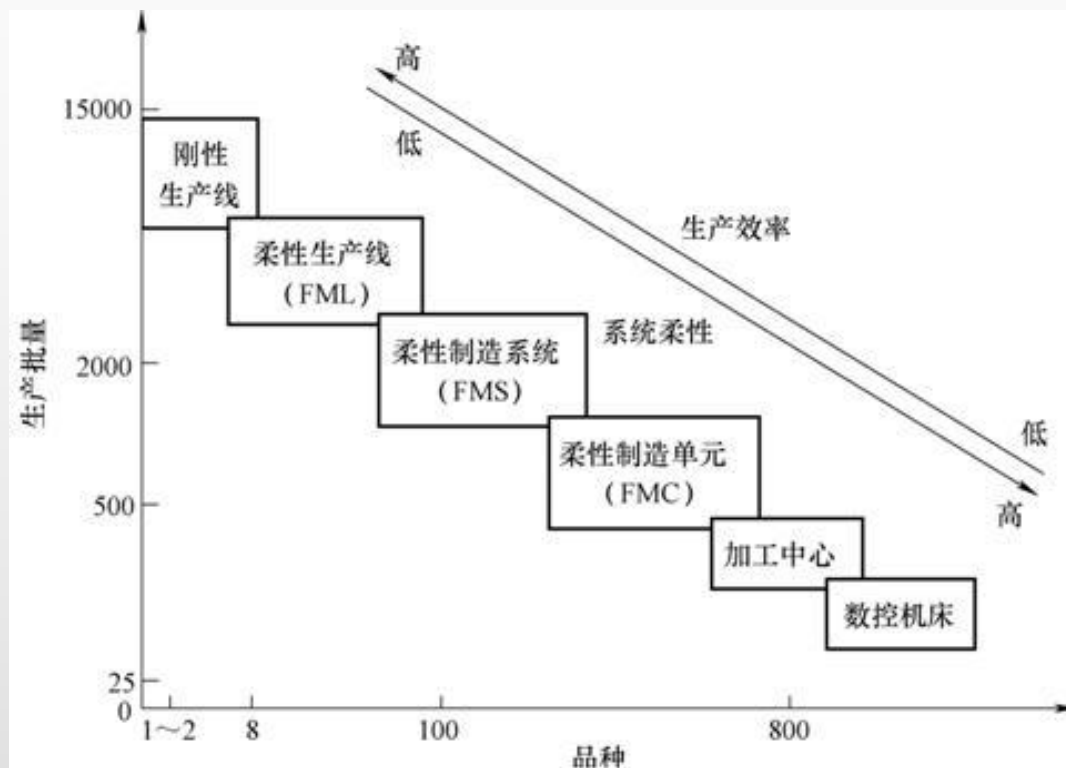 高
15000
低
刚性
生产线
生产效率
柔性生产线
(FML)
系统柔性
柔性制造系统
(FMS)
2000
生产批量
低
柔性制造单元
(FMC)
500
高
加工中心
数控机床
25
0
1~2
8
100
800
品种